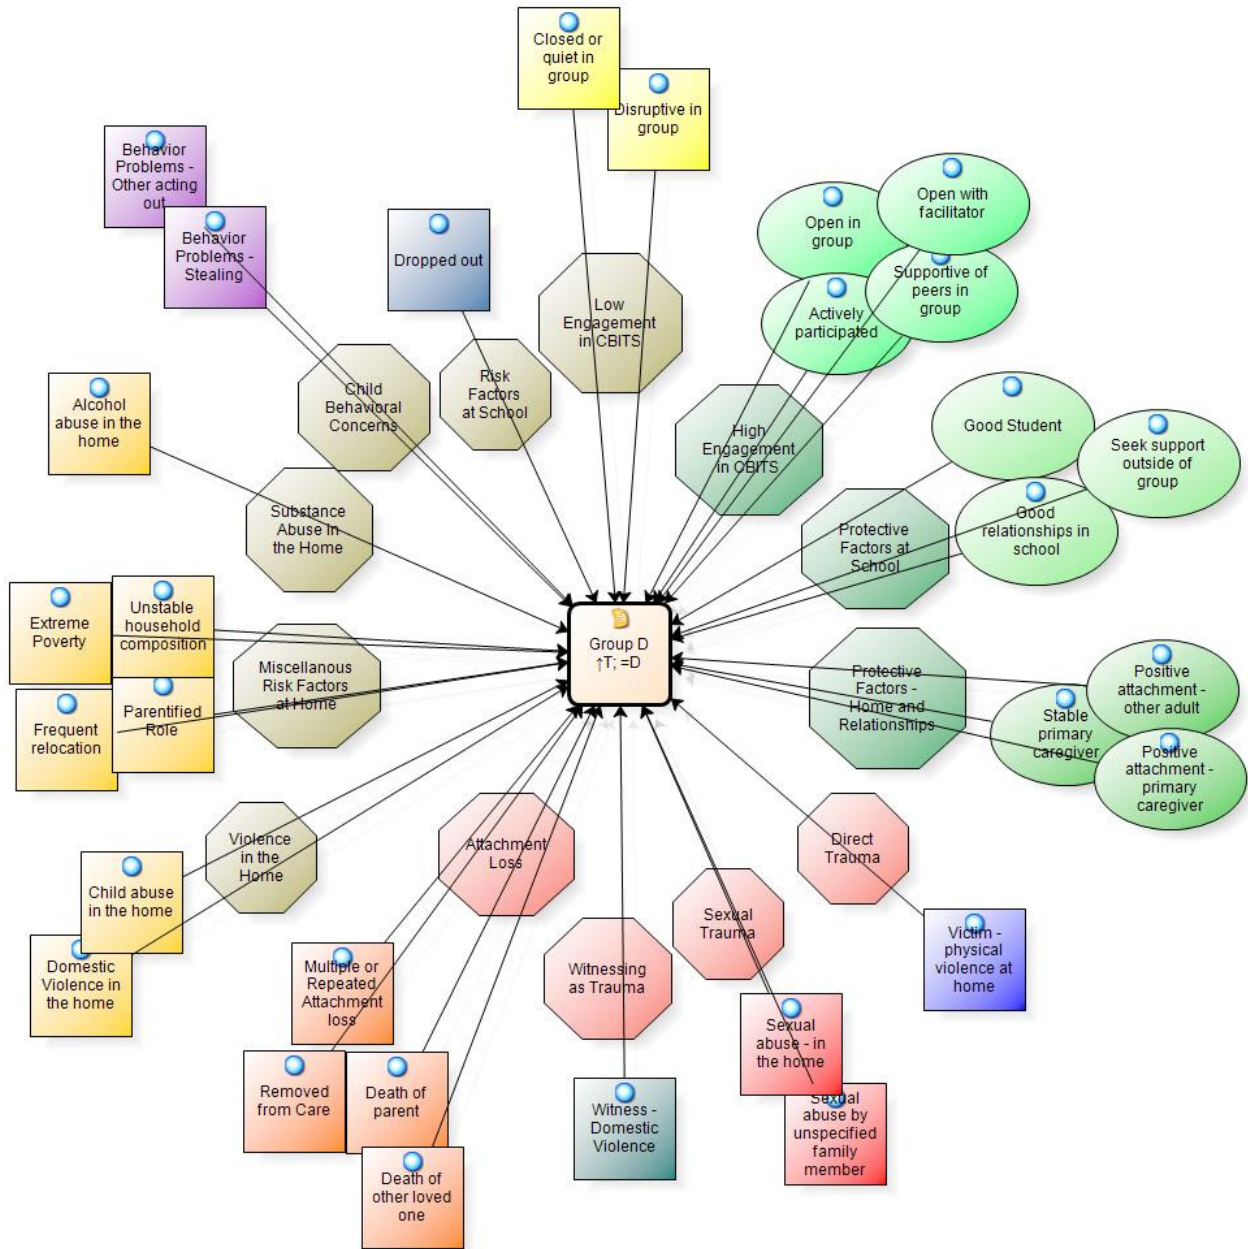 Closed or
quiet in
group
Disruptive in
group
Behavior
Problems -
Other acting
out
Behavior
Problems -
Stealing
Dropped out
Open in
group
Open with
facilitator
Actively
participated
Supportive of
peers in
group
Low
Engagement
in CBITS
Risk
Factors
at School
Child
Behavioral
Concerns
High
Engagement
in CBITS
Alcohol
abuse in the
home
Good Student
Seek support
outside of
group
Good
relationships in
school
Substance
Abuse In
the Home
Protective
Factors at
School
Extreme
Poverty
Unstable
household
composition
Frequent
relocation
Parentified
Role
Miscellanous
Risk Factors
at Home
Group D
↑T; =D
Protective
Factors -
Home and
Relationships
Positive
attachment -
other adult
Stable
primary
caregiver
Positive
attachment -
primary
caregiver
Violence
in the
Home
Attachment
Loss
Direct
Trauma
Child abuse
in the home
Domestic
Violence in
the home
Sexual
Trauma
Witnessing
as Trauma
Victim -
physical
violence at
home
Multiple or
Repeated
Attachment
loss
Removed
from Care
Death of
parent
Death of
other loved
one
Witness -
Domestic
Violence
Sexual
abuse - in
the home
Sexual
abuse by
unspecified
family
member